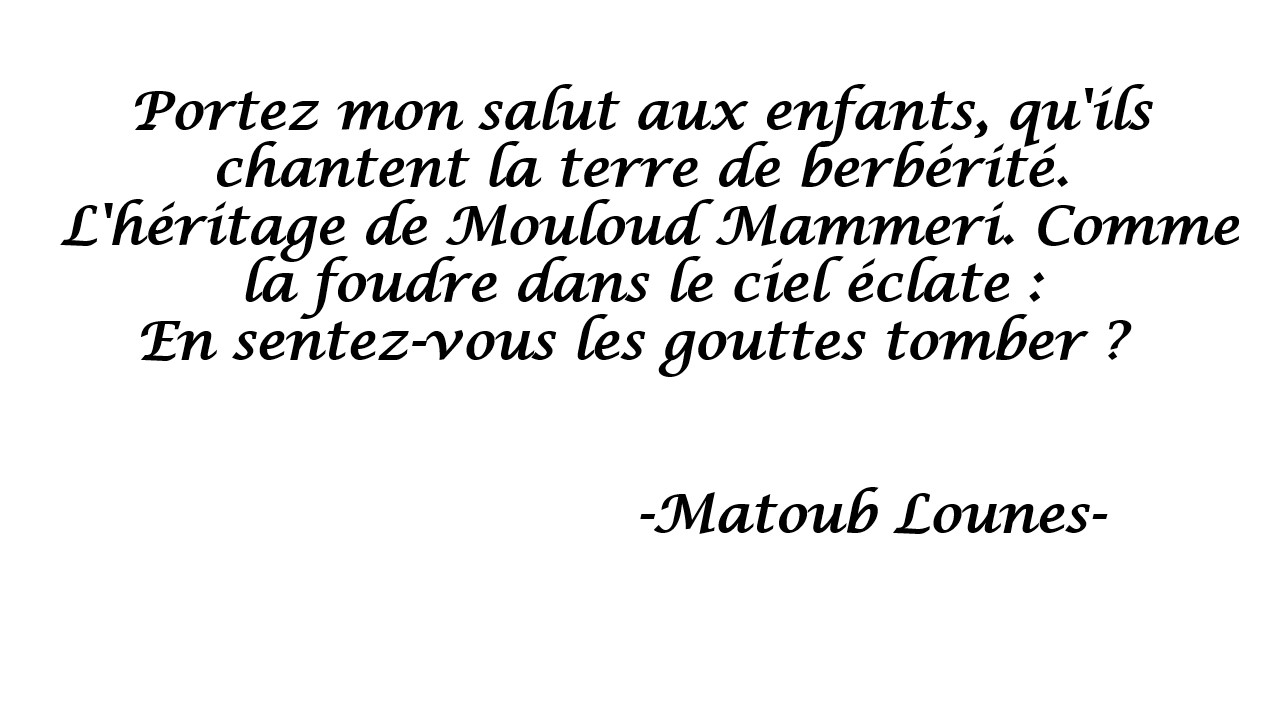 Portez mon salut aux enfants, qu'ils
chantent la terre de berbérité.
L'héritage de Mouloud Mammeri. Comme
la foudre dans le ciel éclate :
En sentez-vous les gouttes tomber ?
-Matoub Lounes-